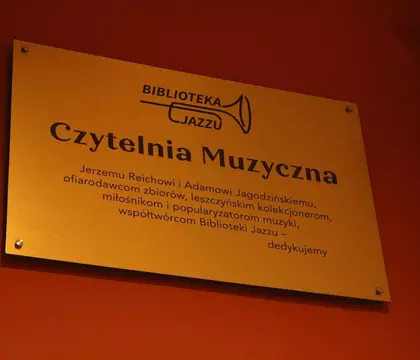 BIBLIOTEKA
JAZZU
Czytelnia Muzyczna
Jerzemu Reichowi i Adamowi Jagodzińskiemu,
ofiarodawcom zbiorów, leszczyńskim kolekcjonerom,
miłośnikom i popularyzatorom muzyki,
współtwórcom Biblioteki Jazzu –
dedykujemy